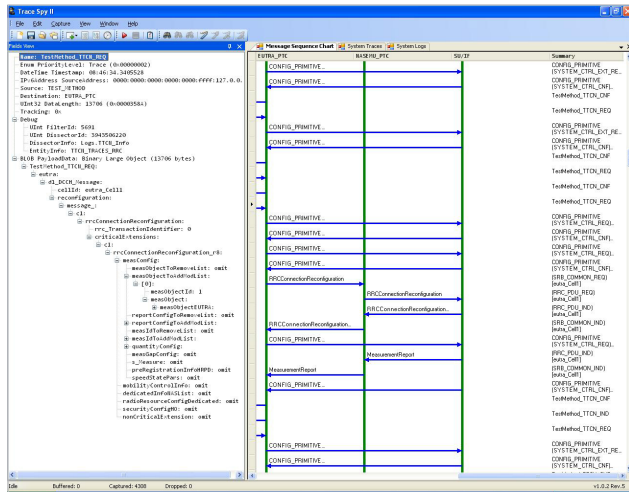 Trace Spy II
File Edit Capture View Window Help
Fields View
Name: TestMethod_TTCN_REQ
Enum PriorityLevel: Trace (0x00000002)
DateTime Timestamp: 08:46:34.3405528
IPv6Address SourceAddress: 0000:0000:0000:0000:0000:ffff:127.0.0.
Source: TEST_METHOD
Destination: EUTRA_PTC
UInt32 DataLength: 13706 (0x0000358A)
Tracking: 0x
Debug
UInt FilterId: 5691
UInt DissectorId: 3943506220
DissectorInfo: Logs.TTCN_Info
EntityInfo: TTCN_TRACES_RRC
BLOB PayloadData: Binary Large Object (13706 bytes)
TestMethod_TTCN_REQ:
eutra:
dl_DCCH_Message:
cellId: eutra_Cell1
reconfiguration:
message_:
c1:
rrcConnectionReconfiguration:
rrc_TransactionIdentifier: 0
criticalExtensions:
c1:
rrcConnectionReconfiguration_r8:
measConfig:
measObjectToRemoveList: omit
measObjectToAddModList:
[0]:
measObjectId: 1
measObject:
measObjectEUTRA:
reportConfigToRemoveList: omit
reportConfigToAddModList:
measIdToRemoveList: omit
measIdToAddModList:
quantityConfig:
measGapConfig: omit
s_Measure: omit
preRegistrationInfoHRPD: omit
speedStatePars: omit
mobilityControlInfo: omit
dedicatedInfoNASList: omit
radioResourceConfigDedicated: omit
securityConfigHO: omit
nonCriticalExtension: omit
Message Sequence Chart System Traces System Logs
EUTRA_PTC NASEMU_PTC SU/IF Summary
CONFIG_PRIMITIVE... CONFIG_PRIMITIVE
(SYSTEM_CTRL_EXT_RE...
CONFIG_PRIMITIVE... CONFIG_PRIMITIVE
(SYSTEM_CTRL_CNF)..
TestMethod_TTCN_CNF
TestMethod_TTCN_REQ
CONFIG_PRIMITIVE... CONFIG_PRIMITIVE
(SYSTEM_CTRL_EXT_RE...
CONFIG_PRIMITIVE... CONFIG_PRIMITIVE
(SYSTEM_CTRL_CNF)..
TestMethod_TTCN_CNF
TestMethod_TTCN_REQ
TestMethod_TTCN_CNF
TestMethod_TTCN_REQ
CONFIG_PRIMITIVE... CONFIG_PRIMITIVE
(SYSTEM_CTRL_REQ)..
CONFIG_PRIMITIVE... CONFIG_PRIMITIVE
(SYSTEM_CTRL_CNF)..
CONFIG_PRIMITIVE... CONFIG_PRIMITIVE
(SYSTEM_CTRL_REQ)..
CONFIG_PRIMITIVE... CONFIG_PRIMITIVE
(SYSTEM_CTRL_CNF)..
RRCConnectionReconfiguration (SRB_COMMON_REQ)
[eutra_Cell1]
RRCConnectionReconfiguration (RRC_PDU_REQ)
[eutra_Cell1]
RRCConnectionReconfiguration... (RRC_PDU_IND)
[eutra_Cell1]
RRCConnectionReconfiguration... (SRB_COMMON_IND)
[eutra_Cell1]
CONFIG_PRIMITIVE... CONFIG_PRIMITIVE
(SYSTEM_CTRL_REQ)..
MeasurementReport (RRC_PDU_IND)
[eutra_Cell1]
MeasurementReport (SRB_COMMON_IND)
[eutra_Cell1]
CONFIG_PRIMITIVE... CONFIG_PRIMITIVE
(SYSTEM_CTRL_CNF)..
TestMethod_TTCN_CNF
TestMethod_TTCN_IND
TestMethod_TTCN_REQ
CONFIG_PRIMITIVE... CONFIG_PRIMITIVE
(SYSTEM_CTRL_EXT_RE...
CONFIG_PRIMITIVE... CONFIG_PRIMITIVE
(SYSTEM_CTRL_CNF)..
Idle Buffered: 0 Captured: 4308 Dropped: 0 v1.0.2 Rev.5